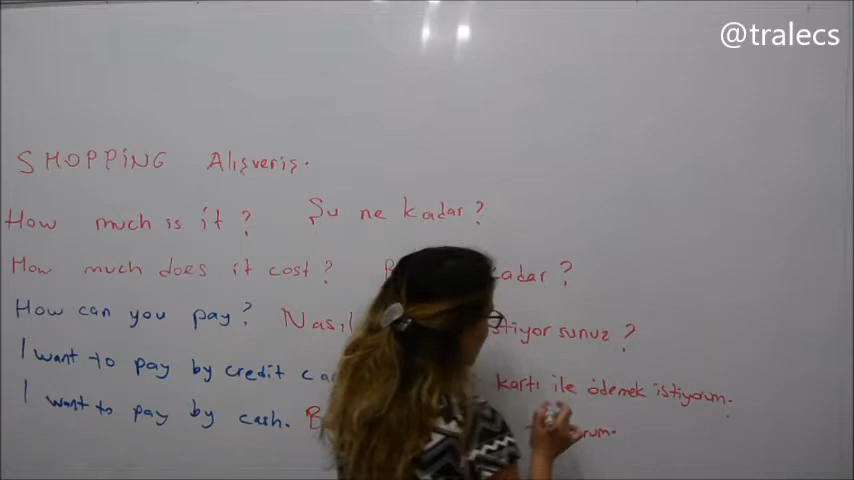 @tralecs
SHOPPING Alışveriş.
How much is it? Şu ne kadar?
How much does it cost? kadar?
How can you pay? Nasıl istiyorsunuz?
I want to pay by credit kartı ile ödemek istiyorum.
I want to pay by cash.